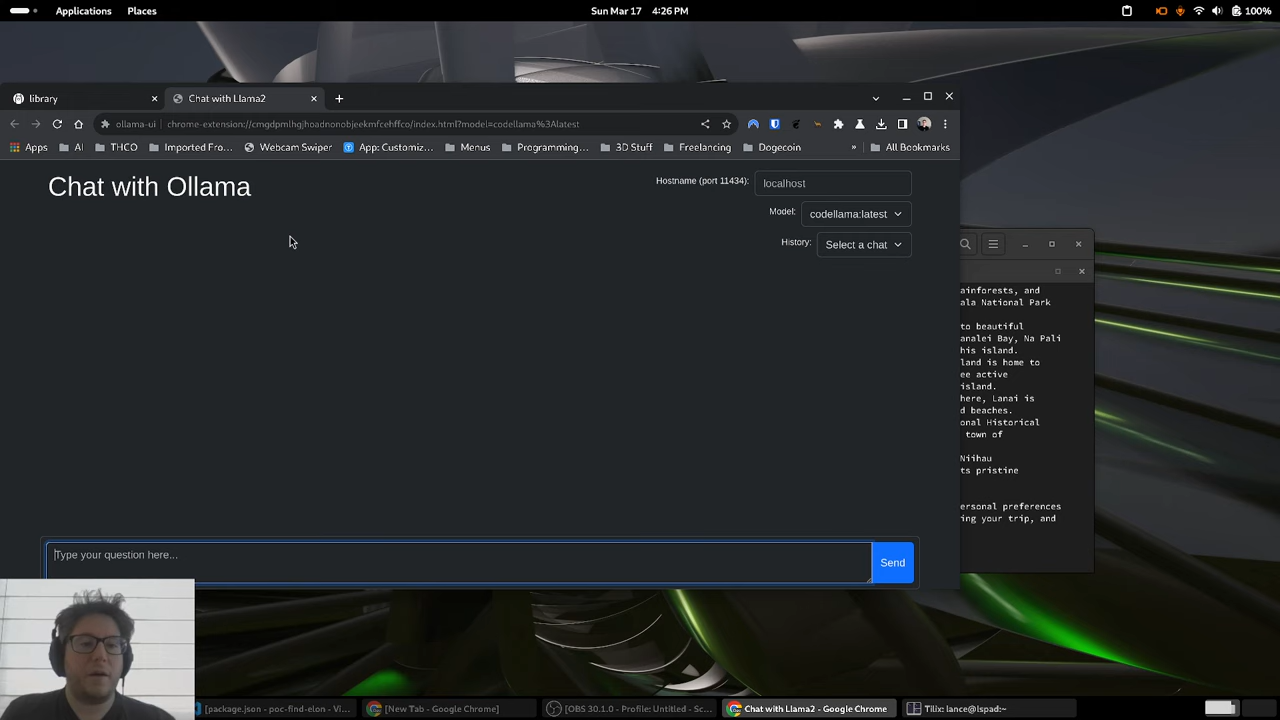 Applications Places Sun Mar 17 4:26 PM 100%
library Chat with Llama2
ollama-ui chrome-extension://cmgdpmlhgjhoadnonobjeekmfcehffco/index.html?model=codellama%3Alatest
Apps AI THCO Imported Fro... Webcam Swiper App: Customiz... Menus Programming... 3D Stuff Freelancing Dogecoin » All Bookmarks
Chat with Ollama
Hostname (port 11434): localhost
Model: codellama:latest
History: Select a chat
ainforests, and
ala National Park
to beautiful
analei Bay, Na Pali
his island.
land is home to
ee active
island.
here, Lanai is
d beaches.
onal Historical
town of
Niihau
ts pristine
ersonal preferences
ing your trip, and
Type your question here...
Send
[package.json - poc-find-elon - Vi... [New Tab - Google Chrome] [OBS 30.1.0 - Profile: Untitled - Sc... Chat with Llama2 - Google Chrome Tilix: lance@lspad:~